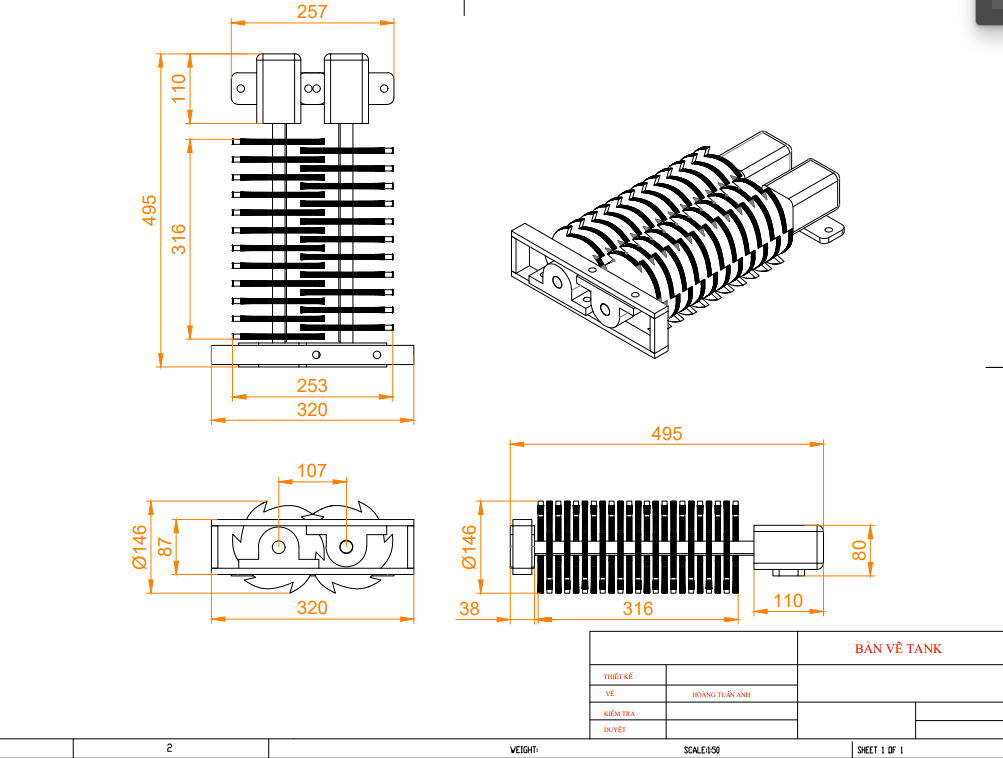 257
110
495
316
253
320
107
Ø146
87
320
495
Ø146
80
38
316
110
BẢN VẼ TANK
THIẾT KẾ
VẼ
HOÀNG TUẤN ANH
KIỂM TRA
DUYỆT
2
WEIGHT:
SCALE:1:50
SHEET 1 OF 1